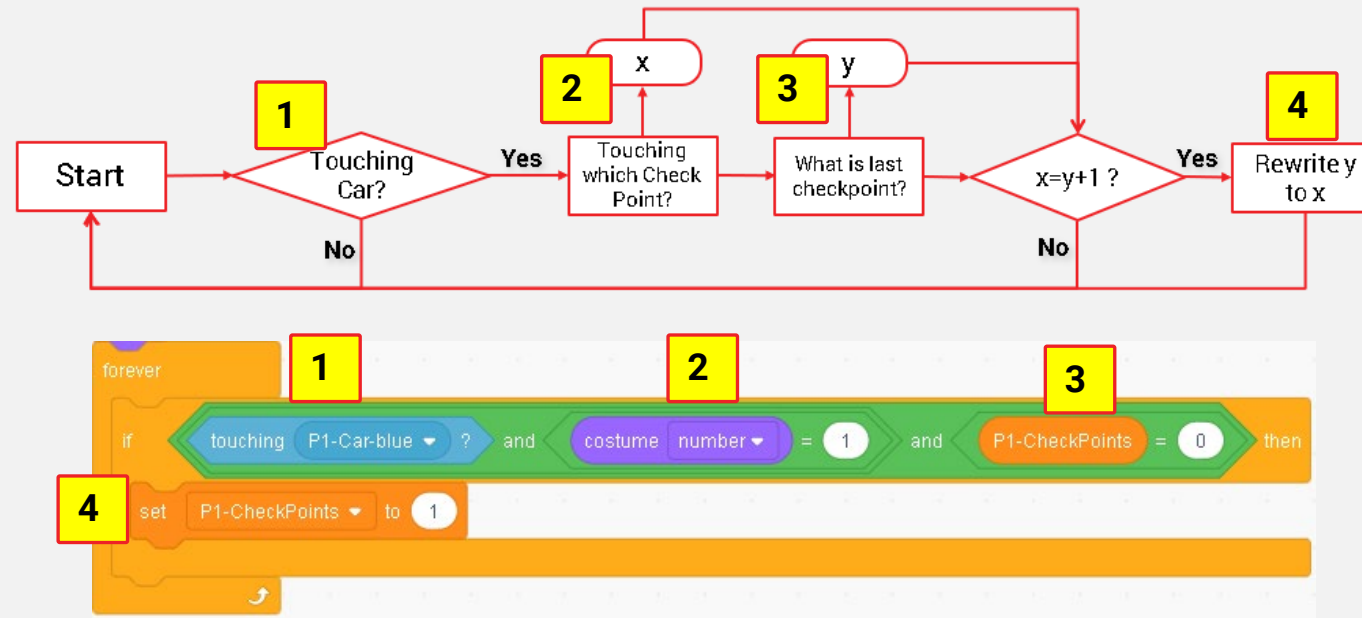 x
y
2
3
1
4
Start
Touching
Car?
Yes
Touching
which Check
Point?
What is last
checkpoint?
x=y+1 ?
Yes
Rewrite y
to x
No
No
1
2
3
forever
if touching P1-Car-blue ? and costume number = 1 and P1-CheckPoints = 0 then
4
set P1-CheckPoints to 1